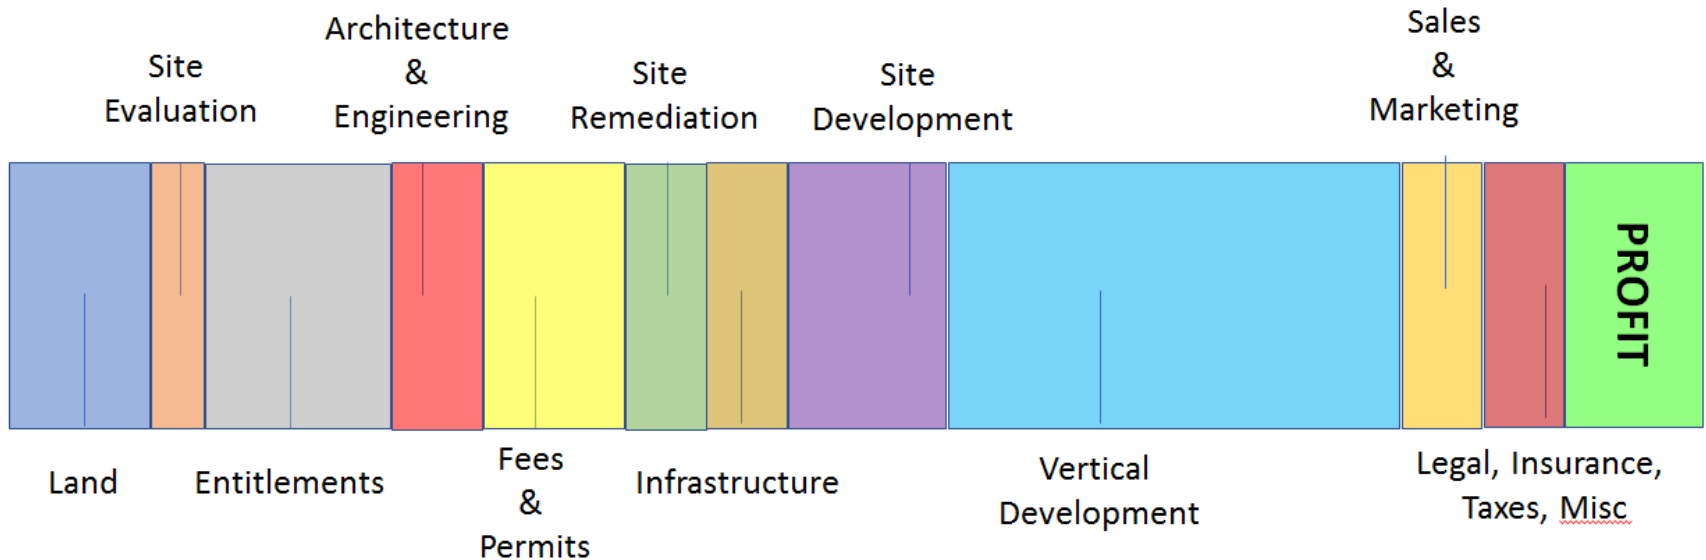 Site
Evaluation
Architecture
&
Engineering
Site
Remediation
Site
Development
Sales
&
Marketing
PROFIT
Land
Entitlements
Fees
&
Permits
Infrastructure
Vertical
Development
Legal, Insurance,
Taxes, Misc